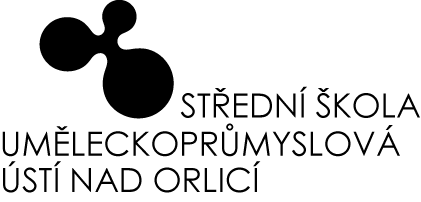 STŘEDNÍ ŠKOLA
UMĚLECKOPRŮMYSLOVÁ
ÚSTÍ NAD ORLICÍ